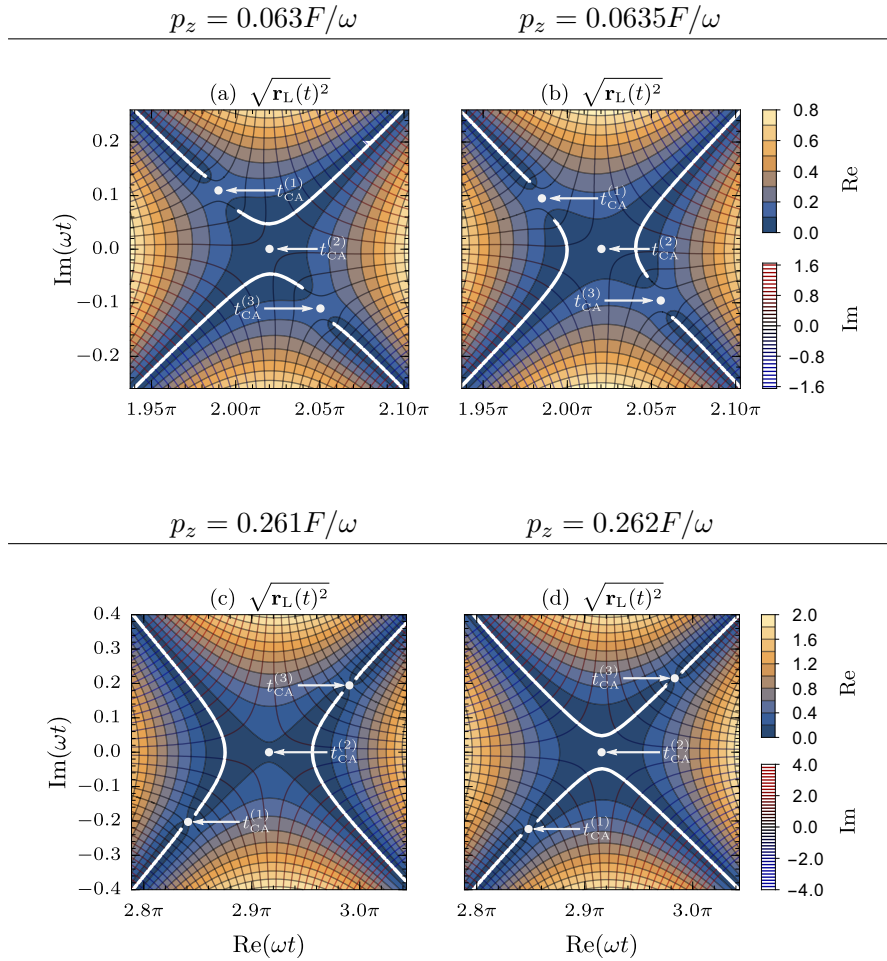 p_z = 0.063F/ω p_z = 0.0635F/ω
(a) √r_L(t)² (b) √r_L(t)²
0.2
0.1
0.0
−0.1
−0.2
Im(ωt)
t_CA^(1)
t_CA^(2)
t_CA^(3)
t_CA^(1)
t_CA^(2)
t_CA^(3)
0.8
0.6
0.4
0.2
0.0
Re
1.6
0.8
0.0
−0.8
−1.6
Im
1.95π 2.00π 2.05π 2.10π 1.95π 2.00π 2.05π 2.10π
p_z = 0.261F/ω p_z = 0.262F/ω
(c) √r_L(t)² (d) √r_L(t)²
0.4
0.3
0.2
0.1
0.0
−0.1
−0.2
−0.3
−0.4
Im(ωt)
t_CA^(3)
t_CA^(2)
t_CA^(1)
t_CA^(3)
t_CA^(2)
t_CA^(1)
2.0
1.6
1.2
0.8
0.4
0.0
Re
4.0
2.0
0.0
−2.0
−4.0
Im
2.8π 2.9π 3.0π 2.8π 2.9π 3.0π
Re(ωt) Re(ωt)